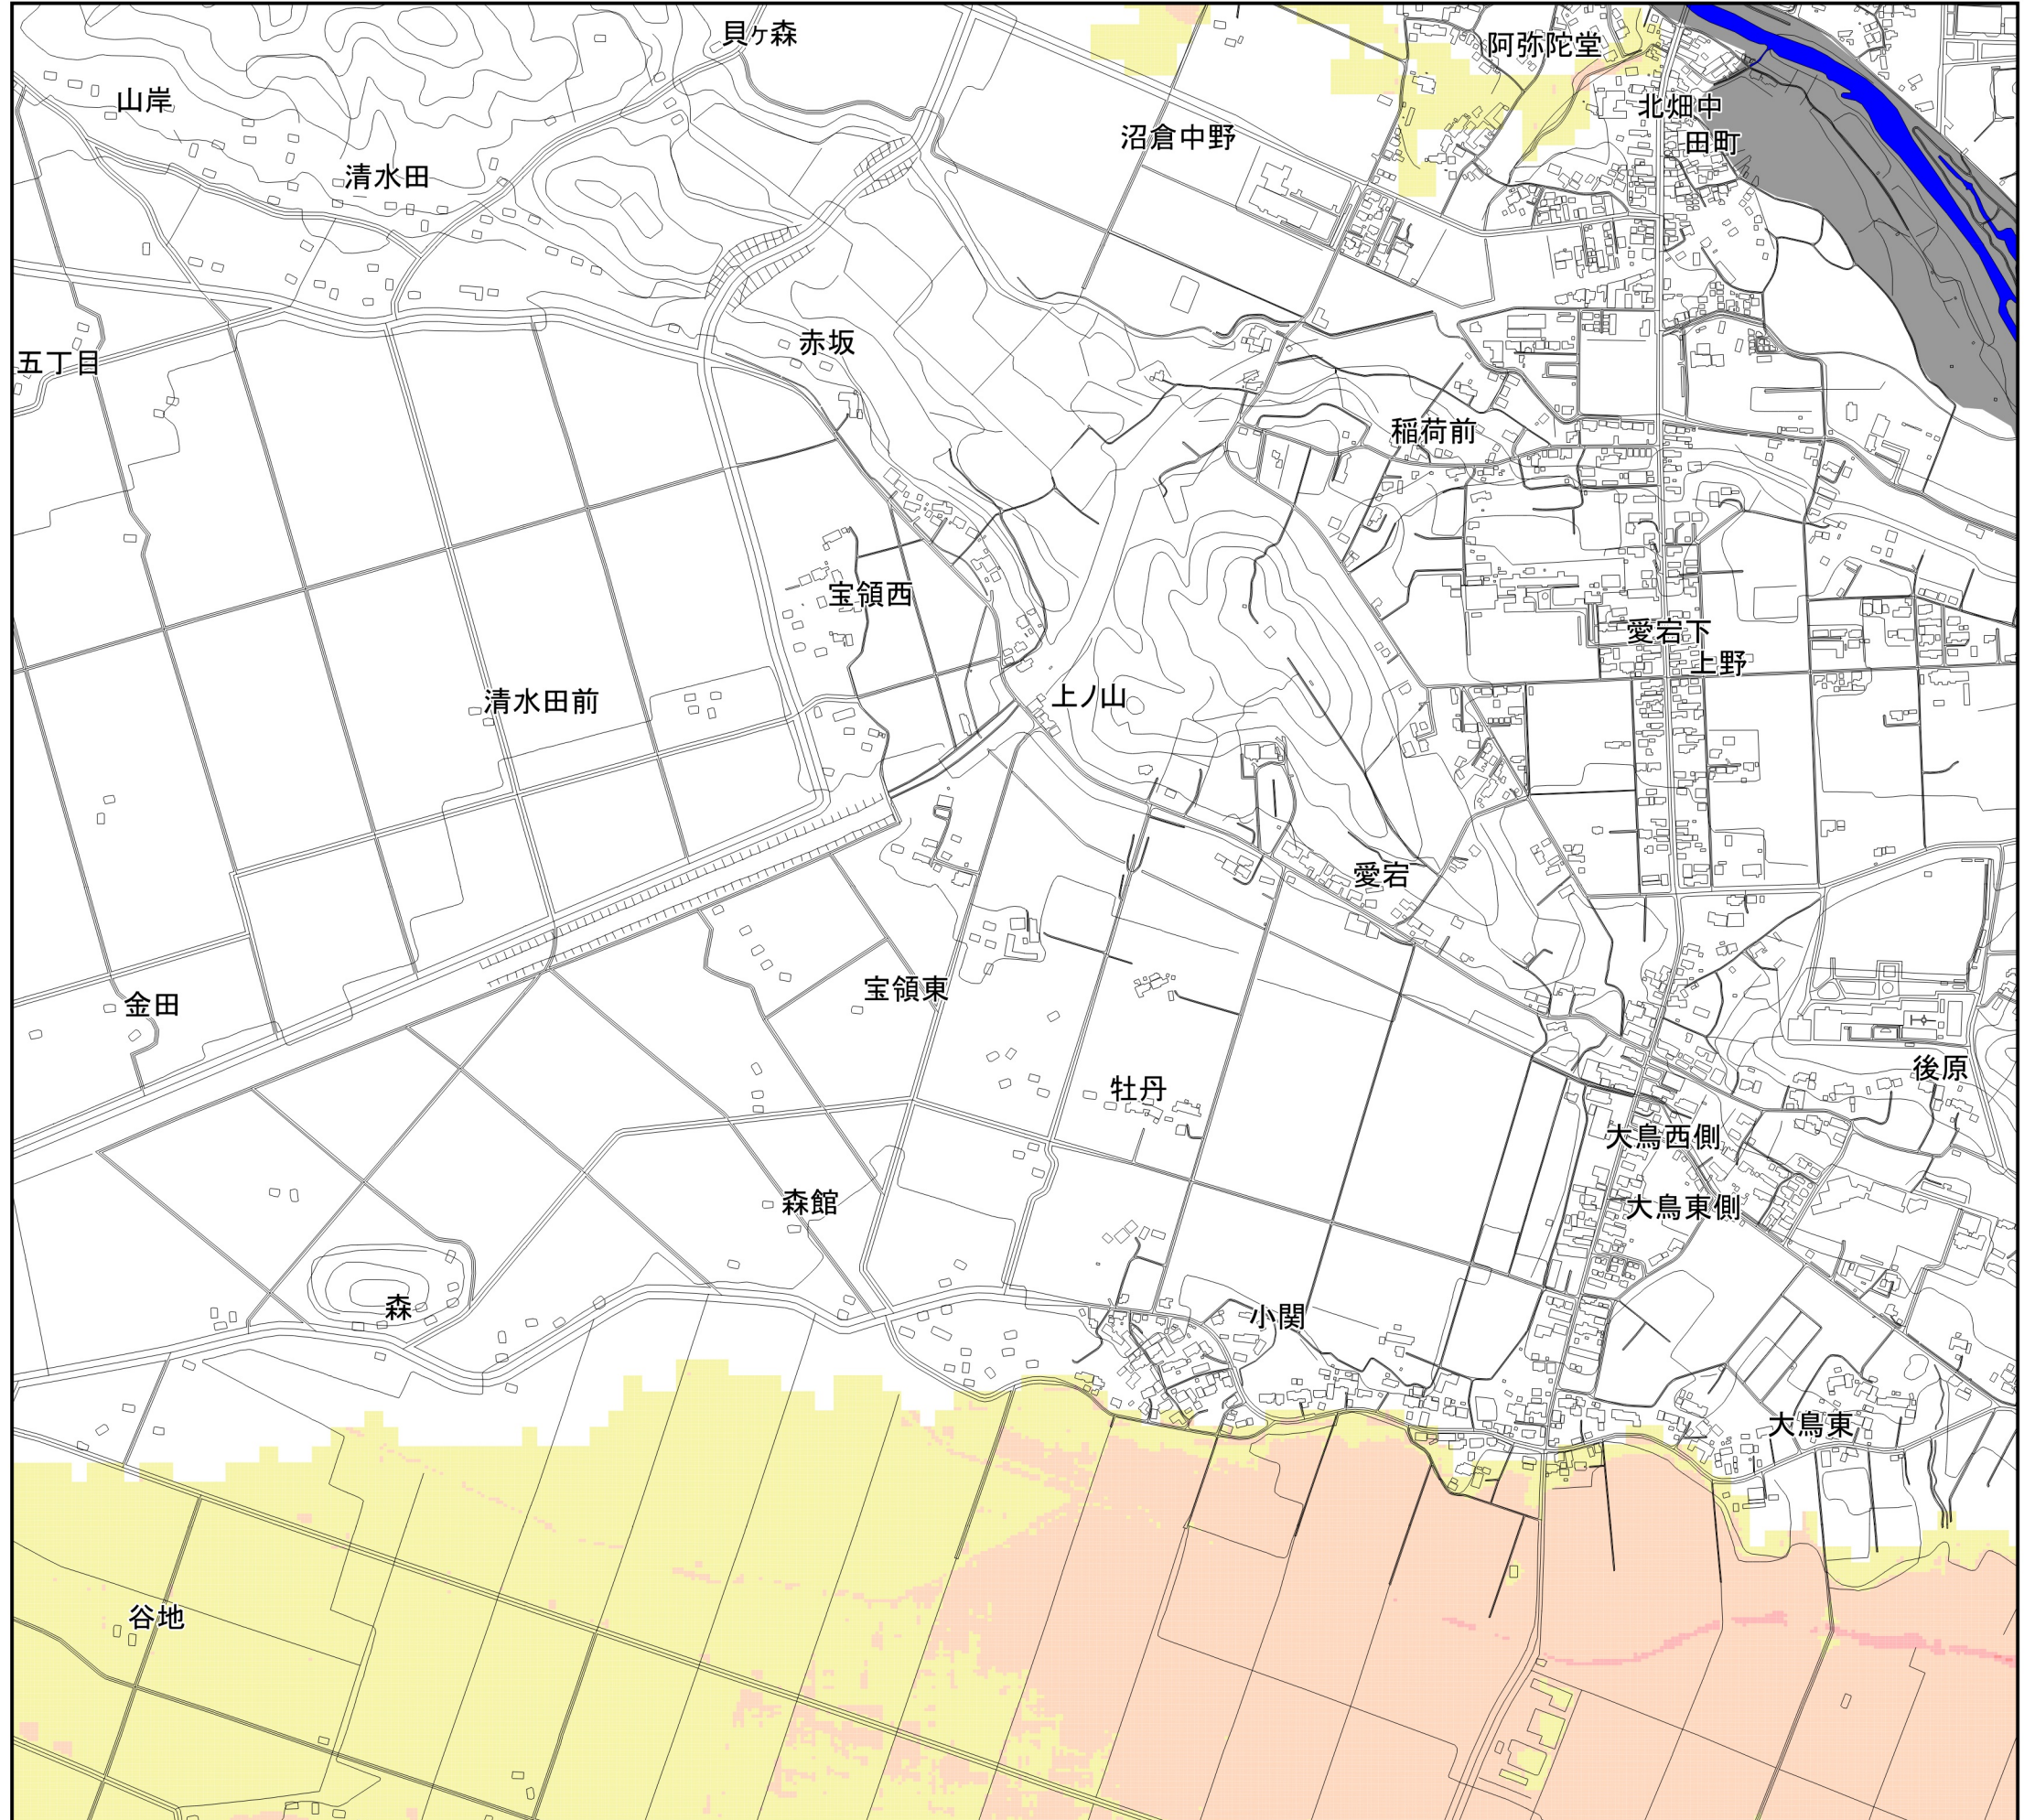 貝ヶ森
阿弥陀堂
山岸
北畑中
沼倉中野
田町
清水田
赤坂
五丁目
稲荷前
宝領西
愛宕下
上野
上ノ山
清水田前
愛宕
宝領東
金田
後原
牡丹
大鳥西側
森館
大鳥東側
森
小関
大鳥東
谷地